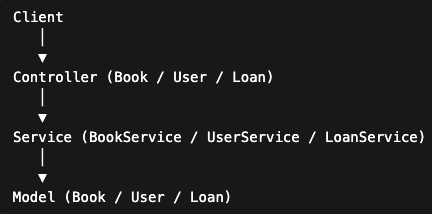 Client
│
▼
Controller (Book / User / Loan)
│
▼
Service (BookService / UserService / LoanService)
│
▼
Model (Book / User / Loan)